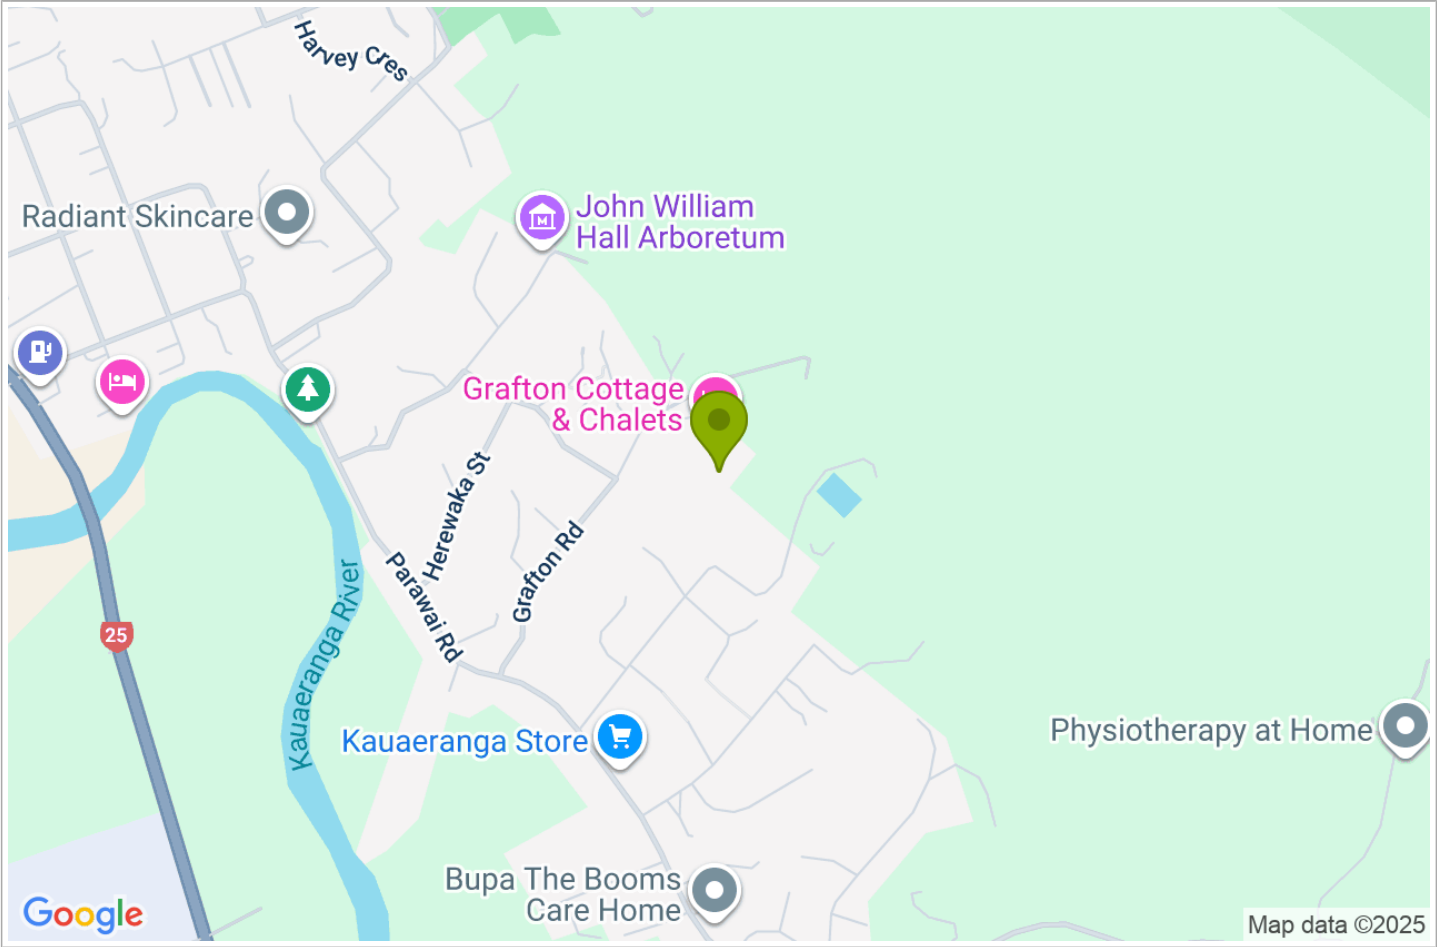 Harvey Cres
John William
Hall Arboretum
Radiant Skincare
Grafton Cottage
& Chalets
Herewaka St
Grafton Rd
Parawai Rd
Kauaeranga River
25
Kauaeranga Store
Physiotherapy at Home
Bupa The Booms
Care Home
Google
Map data ©2025